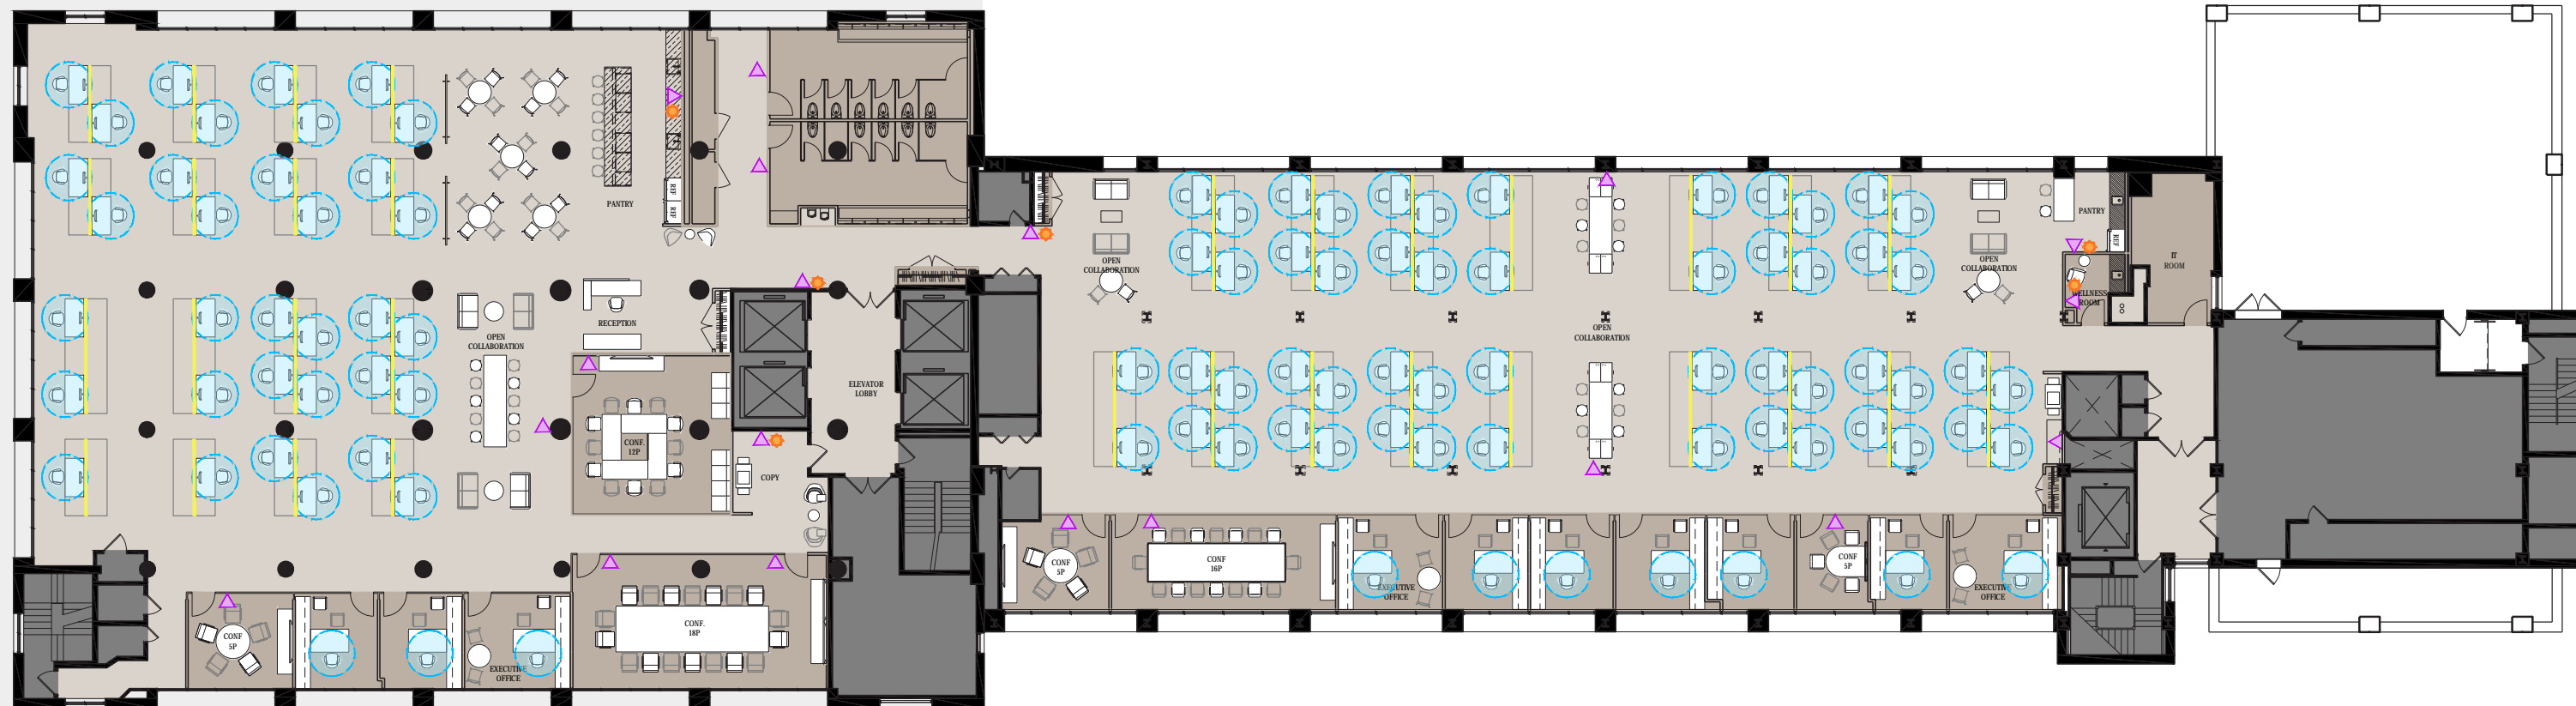 PANTRY
REF
REF
RECEPTION
OPEN
COLLABORATION
ELEVATOR
LOBBY
CONF.
12P
COPY
CONF
5P
EXECUTIVE
OFFICE
CONF.
18P
OPEN
COLLABORATION
OPEN
COLLABORATION
OPEN
COLLABORATION
PANTRY
REF
IT
ROOM
WELLNESS
ROOM
CONF
5P
CONF
16P
EXECUTIVE
OFFICE
CONF
5P
EXECUTIVE
OFFICE